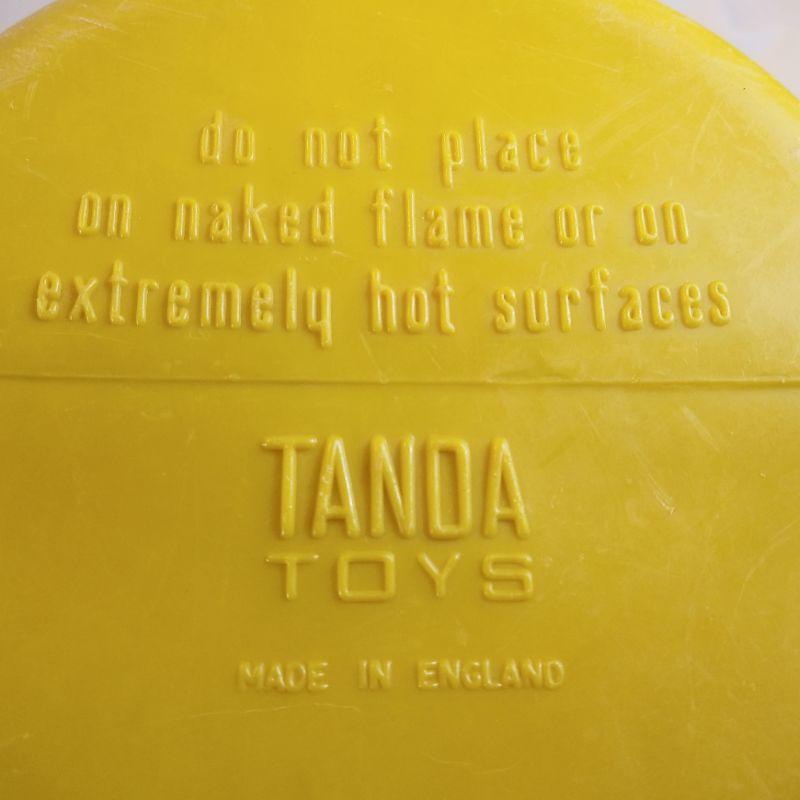 do not place
on naked flame or on
extremely hot surfaces
TANDA
TOYS
MADE IN ENGLAND